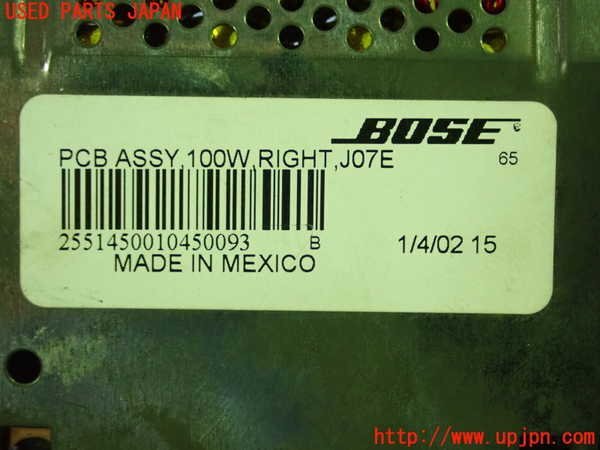 USED PARTS JAPAN
BOSE
PCB ASSY,100W,RIGHT,J07E
65
2551450010450093 B
1/4/02 15
MADE IN MEXICO
http://www.upjpn.com/